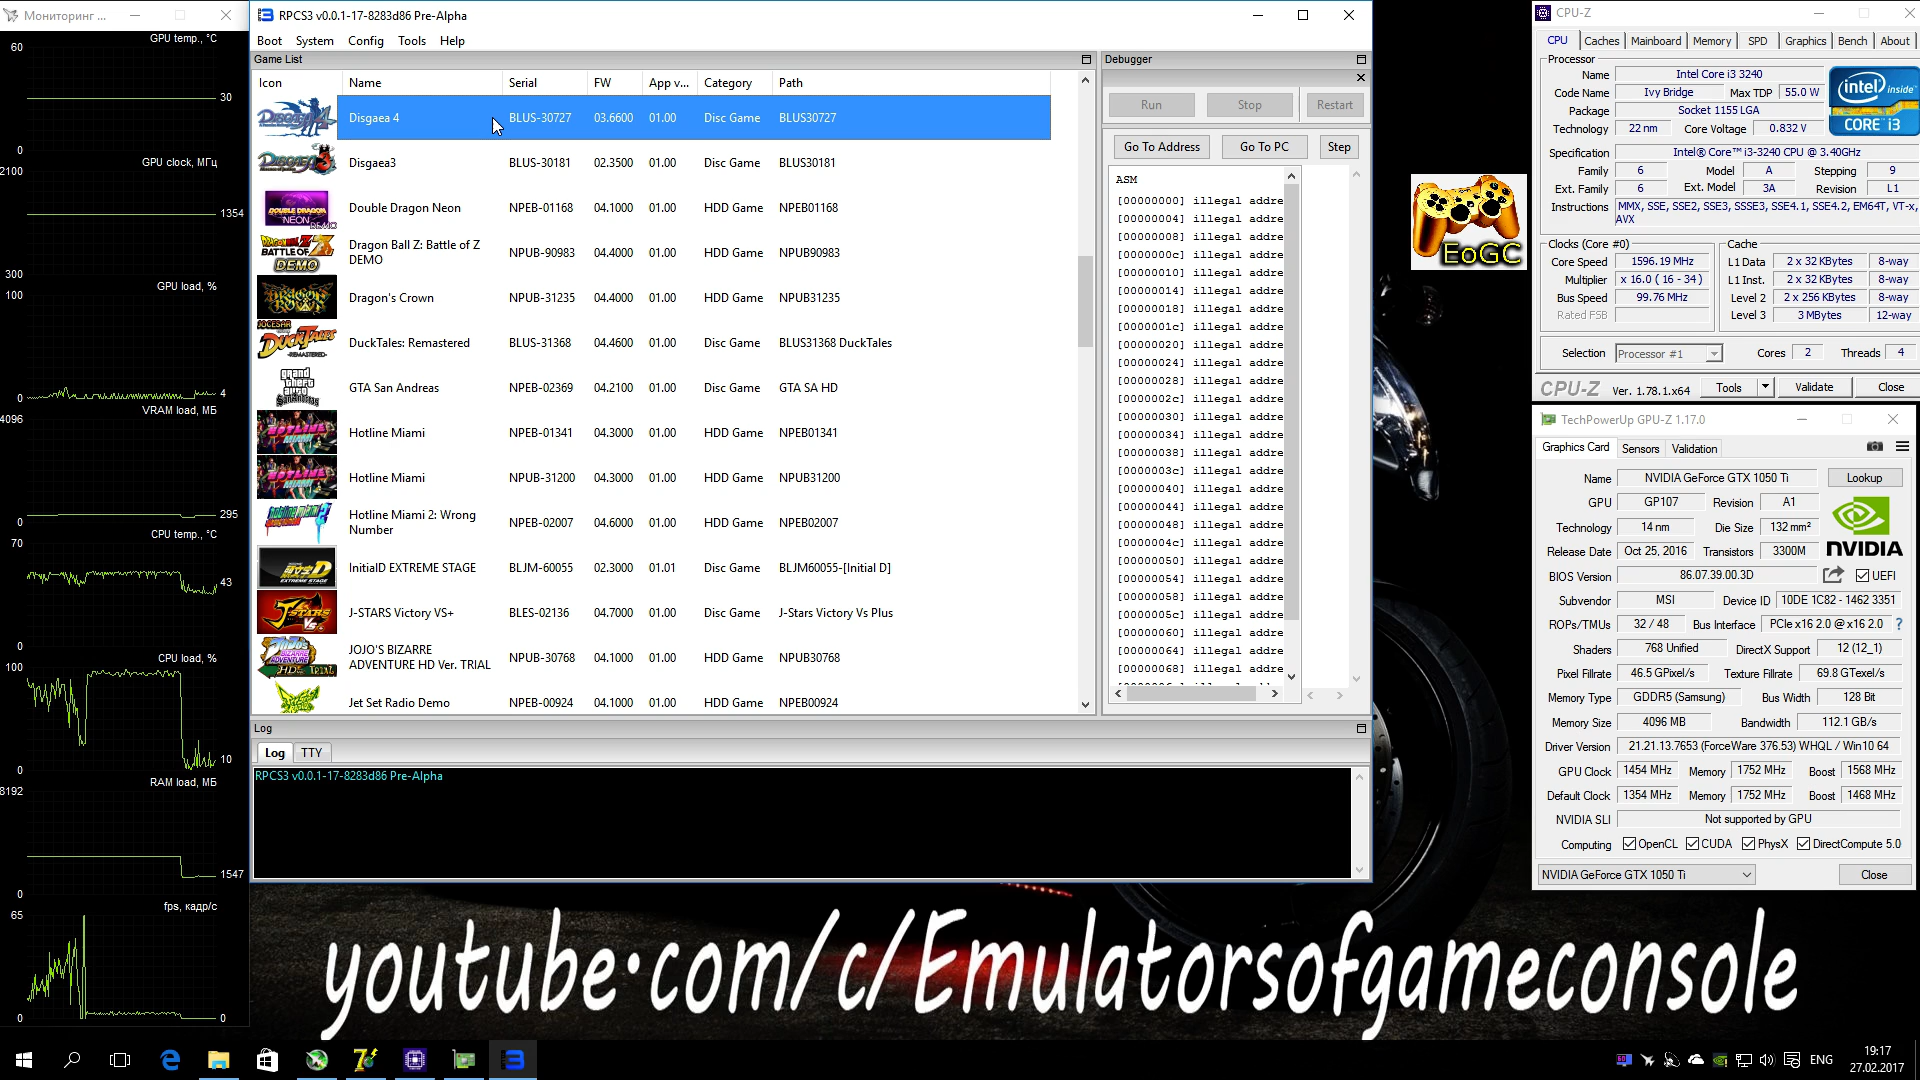 Мониторинг ...
GPU temp., °C
60
30
0
GPU clock, МГц
2100
1354
300
GPU load, %
100
4
0
VRAM load, МБ
4096
295
0
CPU temp., °C
70
43
0
CPU load, %
100
10
0
RAM load, МБ
8192
1547
0
fps, кадр/с
65
0
0
RPCS3 v0.0.1-17-8283d86 Pre-Alpha
Boot System Config Tools Help
Game List
Icon Name Serial FW App v... Category Path
Disgaea 4 BLUS-30727 03.6600 01.00 Disc Game BLUS30727
Disgaea3 BLUS-30181 02.3500 01.00 Disc Game BLUS30181
Double Dragon Neon NPEB-01168 04.1000 01.00 HDD Game NPEB01168
Dragon Ball Z: Battle of Z DEMO NPUB-90983 04.4000 01.00 HDD Game NPUB90983
Dragon's Crown NPUB-31235 04.4000 01.00 HDD Game NPUB31235
DuckTales: Remastered BLUS-31368 04.4600 01.00 Disc Game BLUS31368 DuckTales
GTA San Andreas NPEB-02369 04.2100 01.00 HDD Game GTA SA HD
Hotline Miami NPEB-01341 04.3000 01.00 HDD Game NPEB01341
Hotline Miami NPUB-31200 04.3000 01.00 HDD Game NPUB31200
Hotline Miami 2: Wrong Number NPEB-02007 04.6000 01.00 HDD Game NPEB02007
InitialD EXTREME STAGE BLJM-60055 02.3000 01.01 Disc Game BLJM60055-[Initial D]
J-STARS Victory VS+ BLES-02136 04.7000 01.00 Disc Game J-Stars Victory Vs Plus
JOJO'S BIZARRE ADVENTURE HD Ver. TRIAL NPUB-30768 04.1000 01.00 HDD Game NPUB30768
Jet Set Radio Demo NPEB-00924 04.1000 01.00 HDD Game NPEB00924
Debugger
Run Stop Restart
Go To Address Go To PC Step
ASM
[00000000] illegal addre
[00000004] illegal addre
[00000008] illegal addre
[0000000c] illegal addre
[00000010] illegal addre
[00000014] illegal addre
[00000018] illegal addre
[0000001c] illegal addre
[00000020] illegal addre
[00000024] illegal addre
[00000028] illegal addre
[0000002c] illegal addre
[00000030] illegal addre
[00000034] illegal addre
[00000038] illegal addre
[0000003c] illegal addre
[00000040] illegal addre
[00000044] illegal addre
[00000048] illegal addre
[0000004c] illegal addre
[00000050] illegal addre
[00000054] illegal addre
[00000058] illegal addre
[0000005c] illegal addre
[00000060] illegal addre
[00000064] illegal addre
[00000068] illegal addre
Log
Log TTY
RPCS3 v0.0.1-17-8283d86 Pre-Alpha
EoGC
CPU-Z
CPU Caches Mainboard Memory SPD Graphics Bench About
Processor
Name Intel Core i3 3240
Code Name Ivy Bridge Max TDP 55.0 W
Package Socket 1155 LGA
Technology 22 nm Core Voltage 0.832 V
intel inside™
CORE™ i3
Specification Intel® Core™ i3-3240 CPU @ 3.40GHz
Family 6 Model A Stepping 9
Ext. Family 6 Ext. Model 3A Revision L1
Instructions MMX, SSE, SSE2, SSE3, SSSE3, SSE4.1, SSE4.2, EM64T, VT-x, AVX
Clocks (Core #0) Cache
Core Speed 1596.19 MHz L1 Data 2 x 32 KBytes 8-way
Multiplier x 16.0 ( 16 - 34 ) L1 Inst. 2 x 32 KBytes 8-way
Bus Speed 99.76 MHz Level 2 2 x 256 KBytes 8-way
Rated FSB Level 3 3 MBytes 12-way
Selection Processor #1 Cores 2 Threads 4
CPU-Z Ver. 1.78.1.x64 Tools Validate Close
TechPowerUp GPU-Z 1.17.0
Graphics Card Sensors Validation
Name NVIDIA GeForce GTX 1050 Ti Lookup
GPU GP107 Revision A1
Technology 14 nm Die Size 132 mm²
Release Date Oct 25, 2016 Transistors 3300M
NVIDIA
BIOS Version 86.07.39.00.3D UEFI
Subvendor MSI Device ID 10DE 1C82 - 1462 3351
ROPs/TMUs 32 / 48 Bus Interface PCIe x16 2.0 @ x16 2.0 ?
Shaders 768 Unified DirectX Support 12 (12_1)
Pixel Fillrate 46.5 GPixel/s Texture Fillrate 69.8 GTexel/s
Memory Type GDDR5 (Samsung) Bus Width 128 Bit
Memory Size 4096 MB Bandwidth 112.1 GB/s
Driver Version 21.21.13.7653 (ForceWare 376.53) WHQL / Win10 64
GPU Clock 1454 MHz Memory 1752 MHz Boost 1568 MHz
Default Clock 1354 MHz Memory 1752 MHz Boost 1468 MHz
NVIDIA SLI Not supported by GPU
Computing OpenCL CUDA PhysX DirectCompute 5.0
NVIDIA GeForce GTX 1050 Ti Close
youtube.com/c/Emulatorsofgameconsole
ENG
19:17
27.02.2017